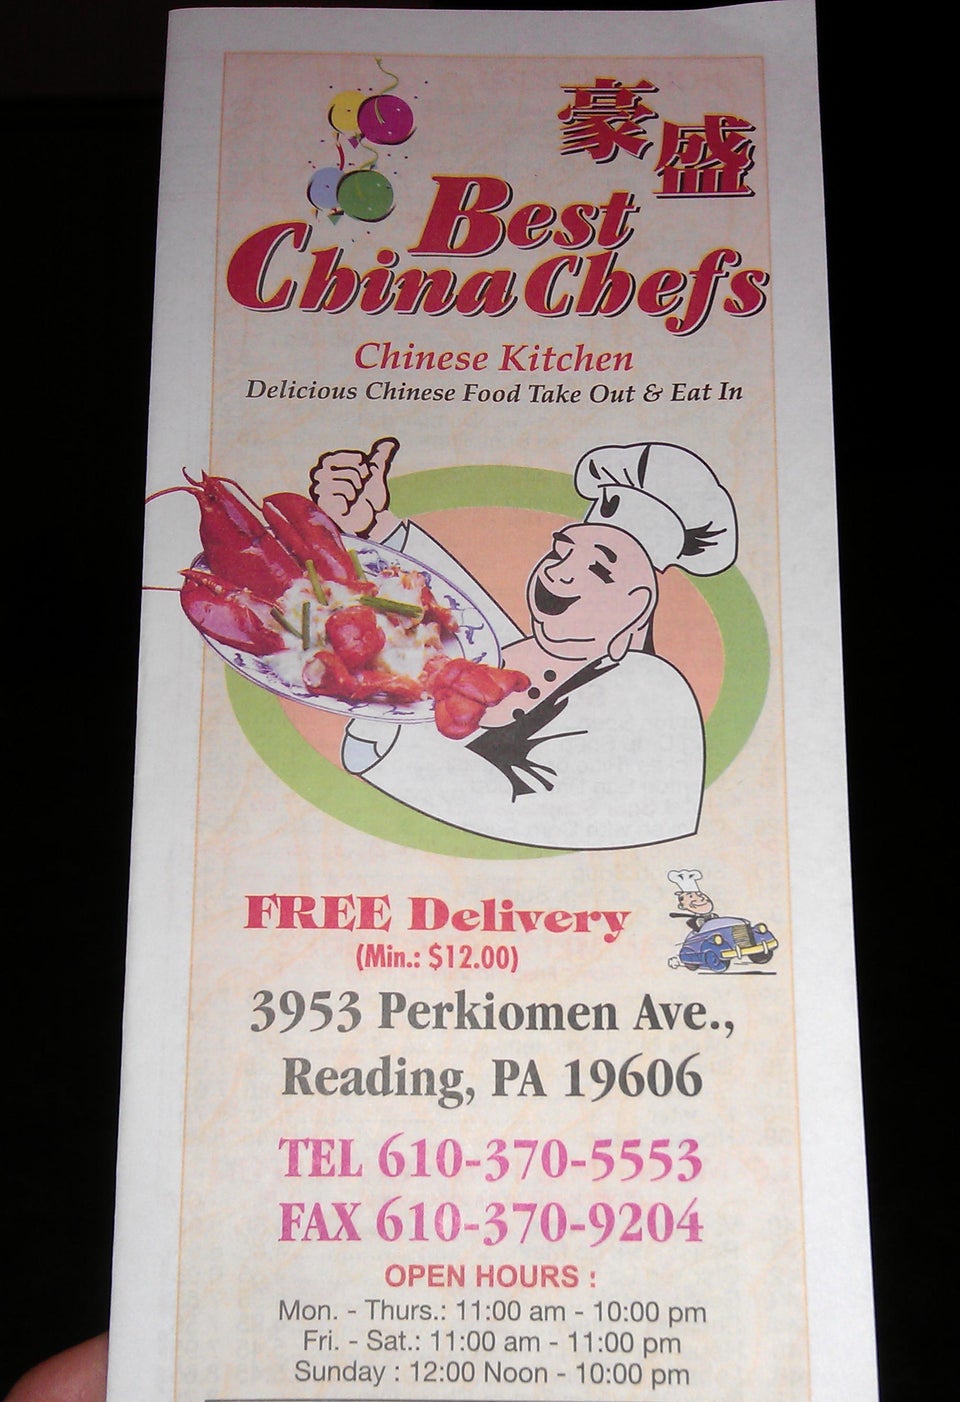 豪盛
Best
China Chefs
Chinese Kitchen
Delicious Chinese Food Take Out & Eat In
FREE Delivery
(Min.: $12.00)
3953 Perkiomen Ave.,
Reading, PA 19606
TEL 610-370-5553
FAX 610-370-9204
OPEN HOURS :
Mon. - Thurs.: 11:00 am - 10:00 pm
Fri. - Sat.: 11:00 am - 11:00 pm
Sunday : 12:00 Noon - 10:00 pm